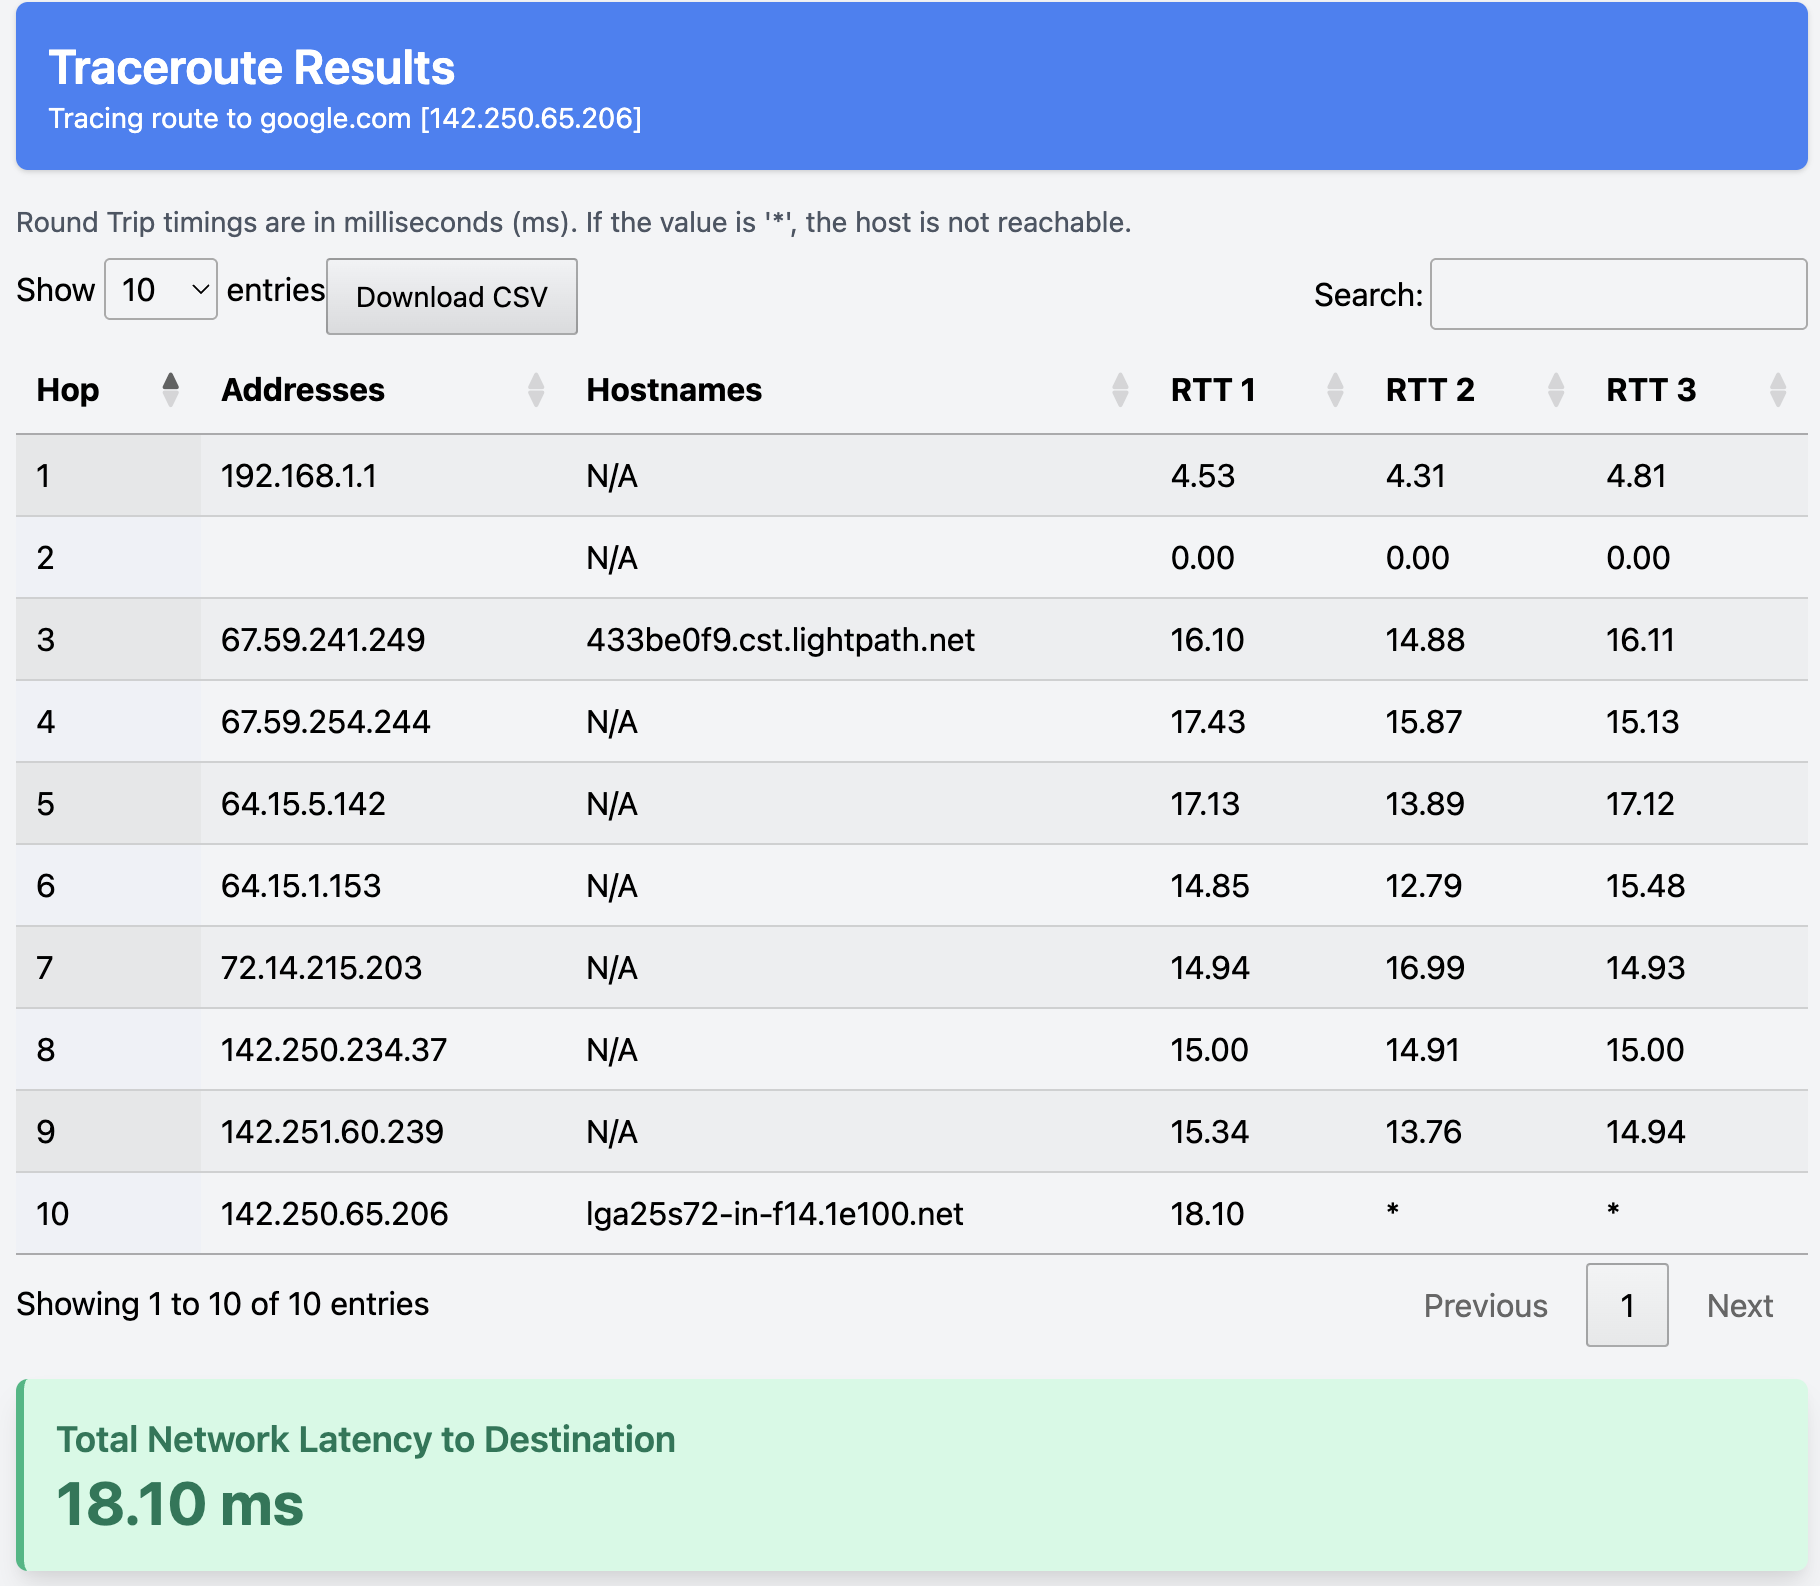 Traceroute Results
Tracing route to google.com [142.250.65.206]
Round Trip timings are in milliseconds (ms). If the value is '*', the host is not reachable.
Show 10 entries Download CSV Search:
Hop Addresses Hostnames RTT 1 RTT 2 RTT 3
1 192.168.1.1 N/A 4.53 4.31 4.81
2 N/A 0.00 0.00 0.00
3 67.59.241.249 433be0f9.cst.lightpath.net 16.10 14.88 16.11
4 67.59.254.244 N/A 17.43 15.87 15.13
5 64.15.5.142 N/A 17.13 13.89 17.12
6 64.15.1.153 N/A 14.85 12.79 15.48
7 72.14.215.203 N/A 14.94 16.99 14.93
8 142.250.234.37 N/A 15.00 14.91 15.00
9 142.251.60.239 N/A 15.34 13.76 14.94
10 142.250.65.206 lga25s72-in-f14.1e100.net 18.10 * *
Showing 1 to 10 of 10 entries Previous 1 Next
Total Network Latency to Destination
18.10 ms